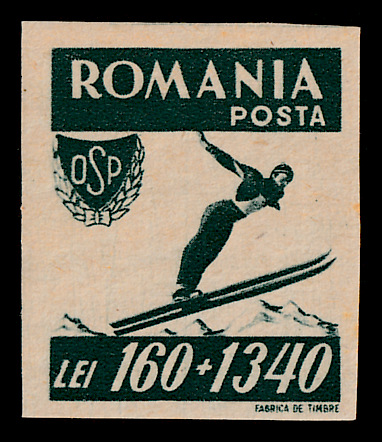 ROMANIA
POSTA
OSP
LEI 160+1340
FABRICA DE TIMBRE